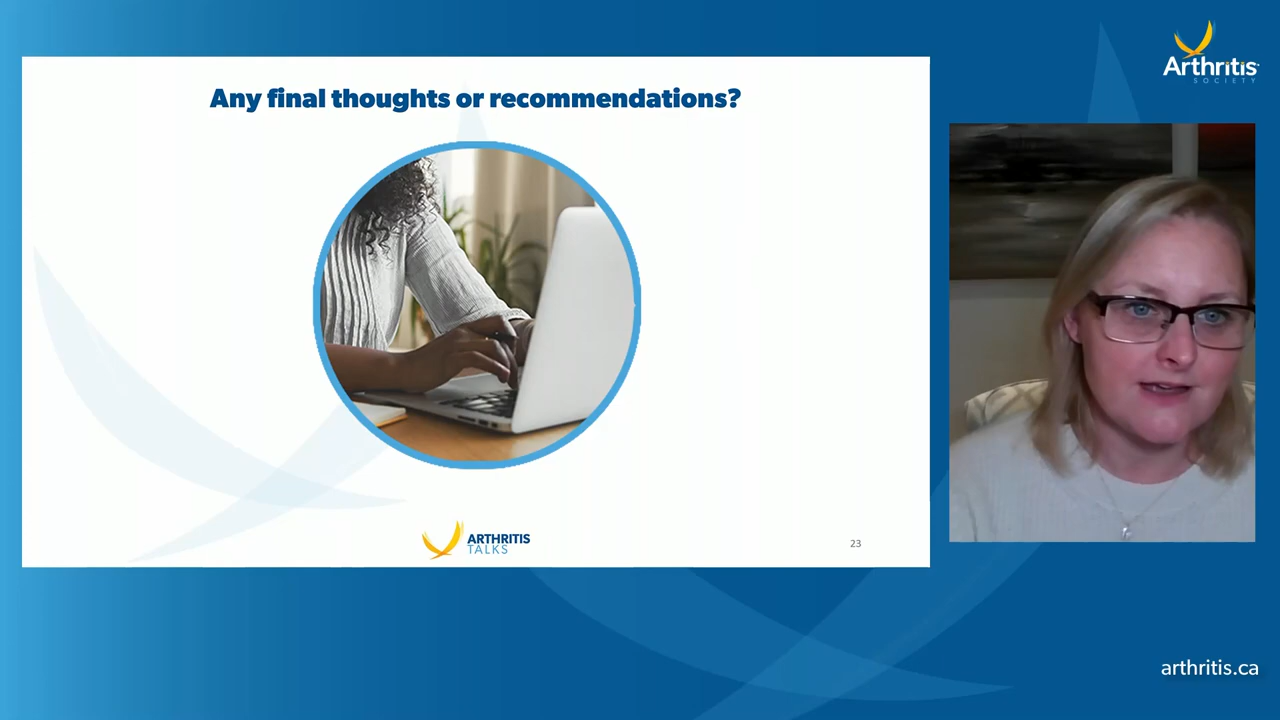 Any final thoughts or recommendations?
ARTHRITIS
TALKS
23
Arthritis
SOCIETY
arthritis.ca